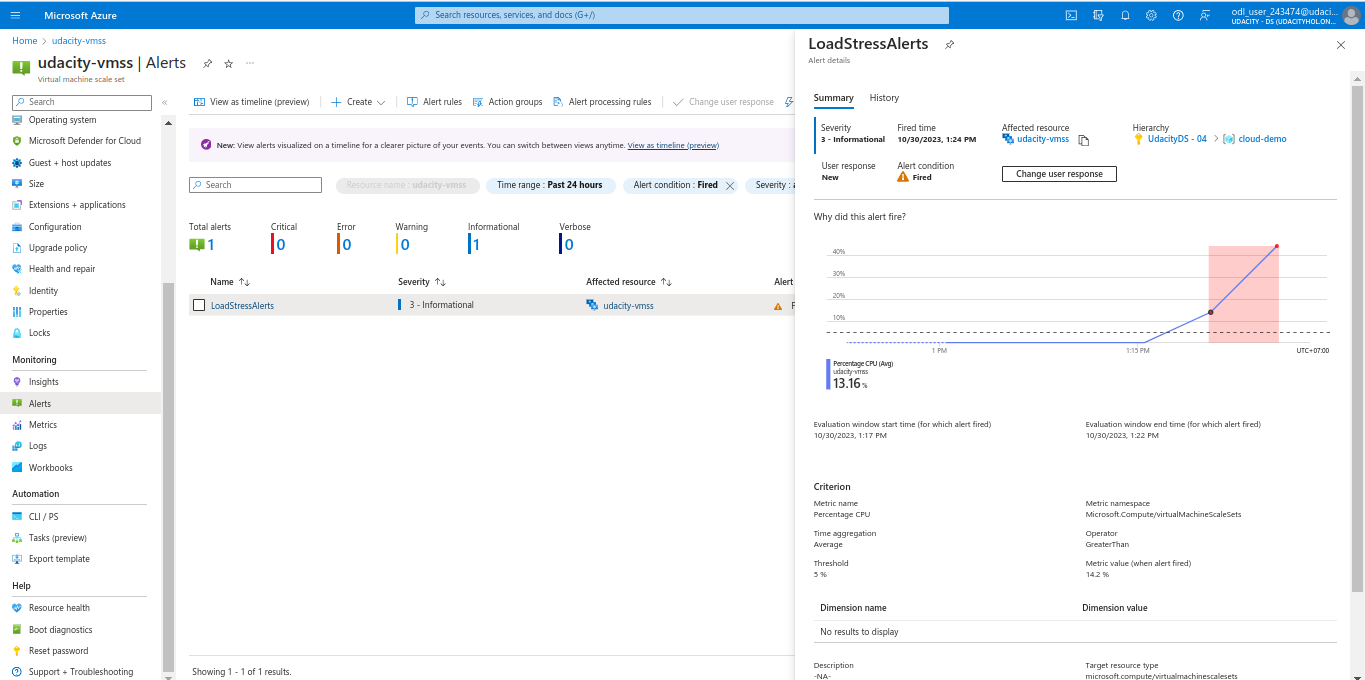 Microsoft Azure
Search resources, services, and docs (G+/)
odl_user_243474@udaci...
UDACITY - DS (UDACITYHOLON...
Home > udacity-vmss
udacity-vmss | Alerts
Virtual machine scale set
Search
Operating system
Microsoft Defender for Cloud
Guest + host updates
Size
Extensions + applications
Configuration
Upgrade policy
Health and repair
Identity
Properties
Locks
Monitoring
Insights
Alerts
Metrics
Logs
Workbooks
Automation
CLI / PS
Tasks (preview)
Export template
Help
Resource health
Boot diagnostics
Reset password
Support + Troubleshooting
View as timeline (preview)
Create
Alert rules
Action groups
Alert processing rules
Change user response
New: View alerts visualized on a timeline for a clearer picture of your events. You can switch between views anytime. View as timeline (preview)
Search
Resource name : udacity-vmss
Time range : Past 24 hours
Alert condition : Fired
Severity : a
Total alerts
1
Critical
0
Error
0
Warning
0
Informational
1
Verbose
0
Name
Severity
Affected resource
Alert
LoadStressAlerts
3 - Informational
udacity-vmss
F
Showing 1 - 1 of 1 results.
LoadStressAlerts
Alert details
Summary
History
Severity
3 - Informational
Fired time
10/30/2023, 1:24 PM
Affected resource
udacity-vmss
Hierarchy
UdacityDS - 04 > cloud-demo
User response
New
Alert condition
Fired
Change user response
Why did this alert fire?
40%
30%
20%
10%
1 PM
1:15 PM
UTC+07:00
Percentage CPU (Avg)
udacity-vmss
13.16 %
Evaluation window start time (for which alert fired)
10/30/2023, 1:17 PM
Evaluation window end time (for which alert fired)
10/30/2023, 1:22 PM
Criterion
Metric name
Percentage CPU
Metric namespace
Microsoft.Compute/virtualMachineScaleSets
Time aggregation
Average
Operator
GreaterThan
Threshold
5 %
Metric value (when alert fired)
14.2 %
Dimension name
Dimension value
No results to display
Description
-NA-
Target resource type
microsoft.compute/virtualmachinescalesets